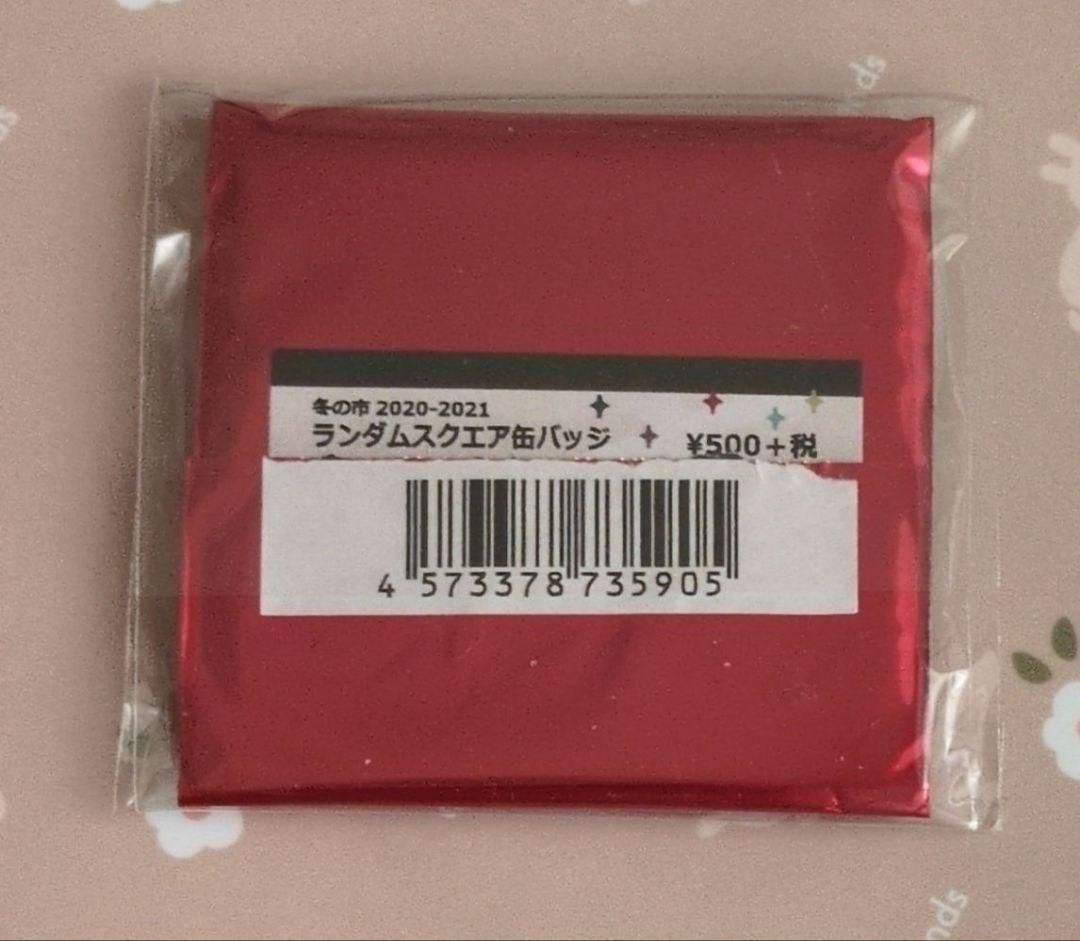 冬の市 2020-2021
ランダムスクエア缶バッジ
¥500+税
4 573378 735905